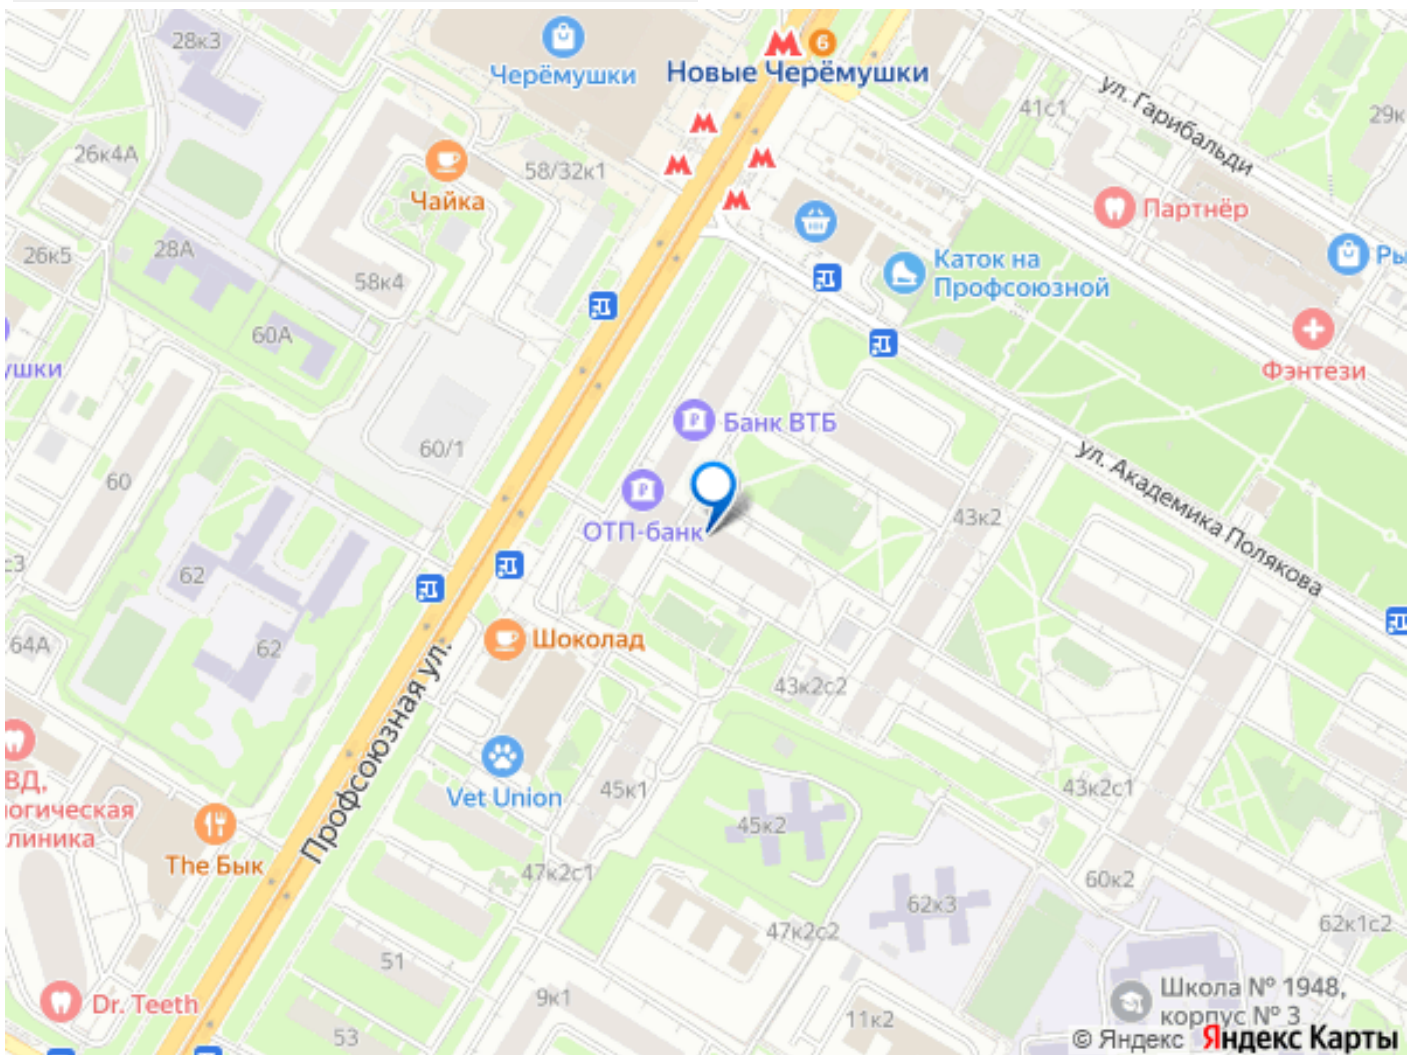 28к3
Черёмушки
6
Новые Черёмушки
ул. Гарибальди
41с1
29к
26к4А
Чайка
58/32к1
Партнёр
26к5
28А
58к4
Каток на
Профсоюзной
Ры
60А
ушки
Фэнтези
Банк ВТБ
60/1
ул. Академика Полякова
60
ОТП-банк
43к2
с3
62
64А
62
Шоколад
Профсоюзная ул.
43к2с2
ВД,
огическая
линика
Vet Union
45к1
43к2с1
45к2
The Бык
47к2с1
60к2
62к3
47к2с2
62к1с2
51
Dr. Teeth
9к1
Школа № 1948,
корпус № 3
53
11к2
© Яндекс Яндекс Карты